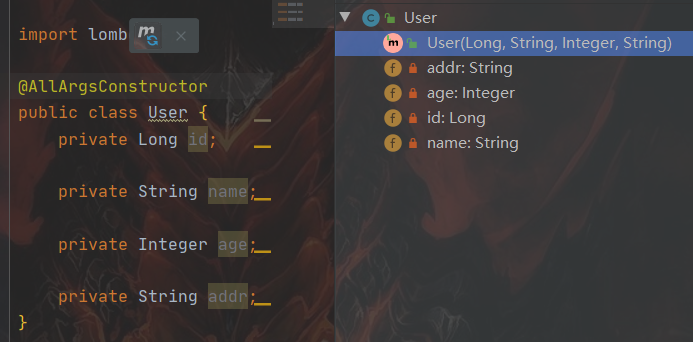 import lomb
@AllArgsConstructor
public class User {
private Long id;
private String name;
private Integer age;
private String addr;
}
User
User(Long, String, Integer, String)
addr: String
age: Integer
id: Long
name: String